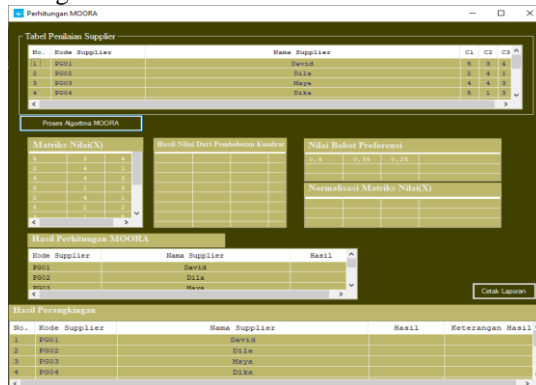 Perhitungan MOORA
Tabel Penilaian Supplier
No. Kode Supplier Nama Supplier C1 C2 C3
1 PG01 David 5 3 4
2 PG02 Dila 2 4 1
3 PG03 Maya 4 4 3
4 PG04 Dika 5 1 3
Proses Algoritma MOORA
Matriks Nilai(X)
5 3 4
2 4 1
4 4 3
5 1 3
2 4 1
Hasil Nilai Dari Pembobotan Kuadrat
Nilai Bobot Preferensi
0,4 0,35 0,25
Normalisasi Matriks Nilai(X)
Hasil Perhitungan MOORA
Kode Supplier Nama Supplier Hasil
PG01 David
PG02 Dila
PG03 Maya
Cetak Laporan
Hasil Perangkingan
No. Kode Supplier Nama Supplier Hasil Keterangan Hasil
1 PG01 David
2 PG02 Dila
3 PG03 Maya
4 PG04 Dika